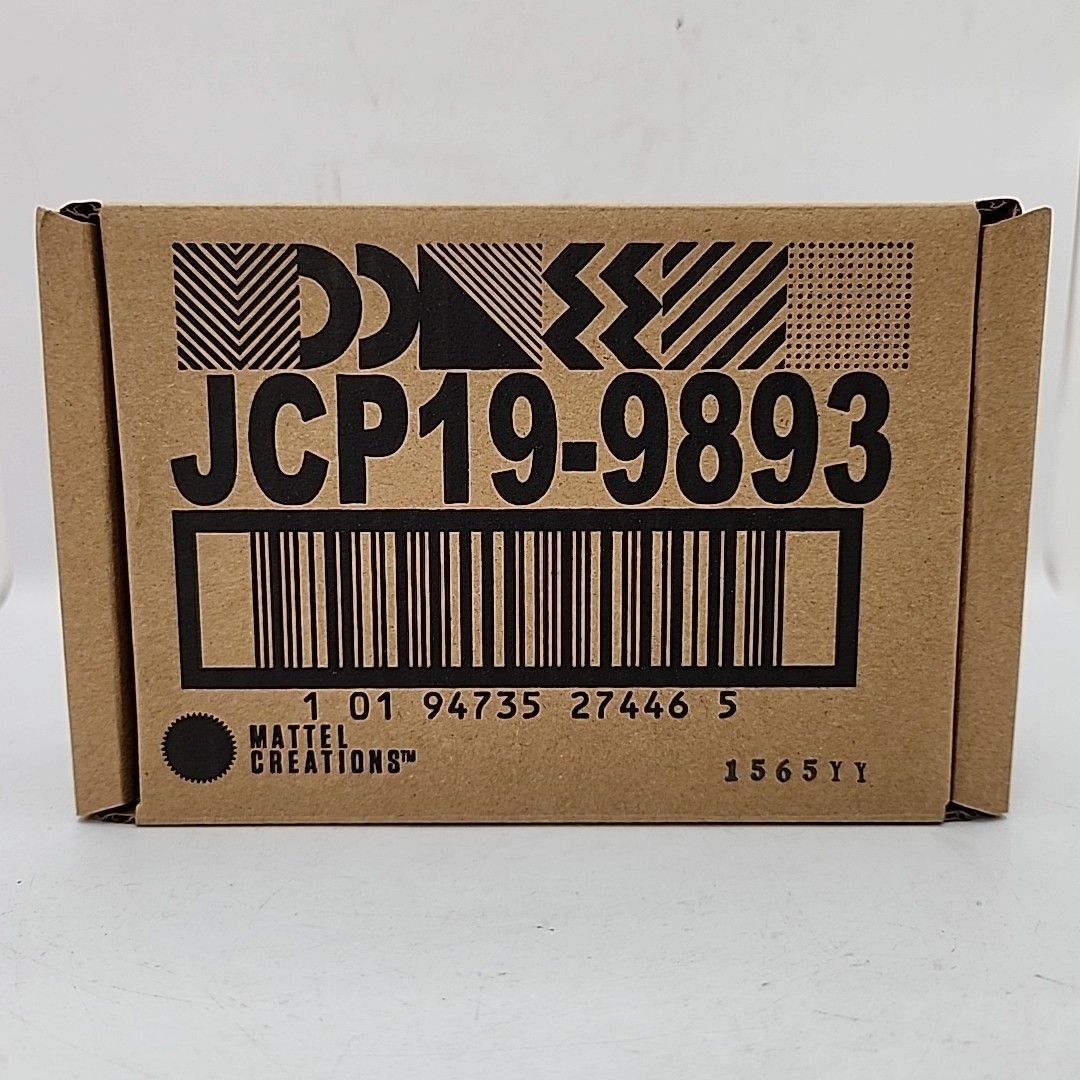 JCP19-9893
1 01 94735 27446 5
MATTEL
CREATIONS™
1565YY